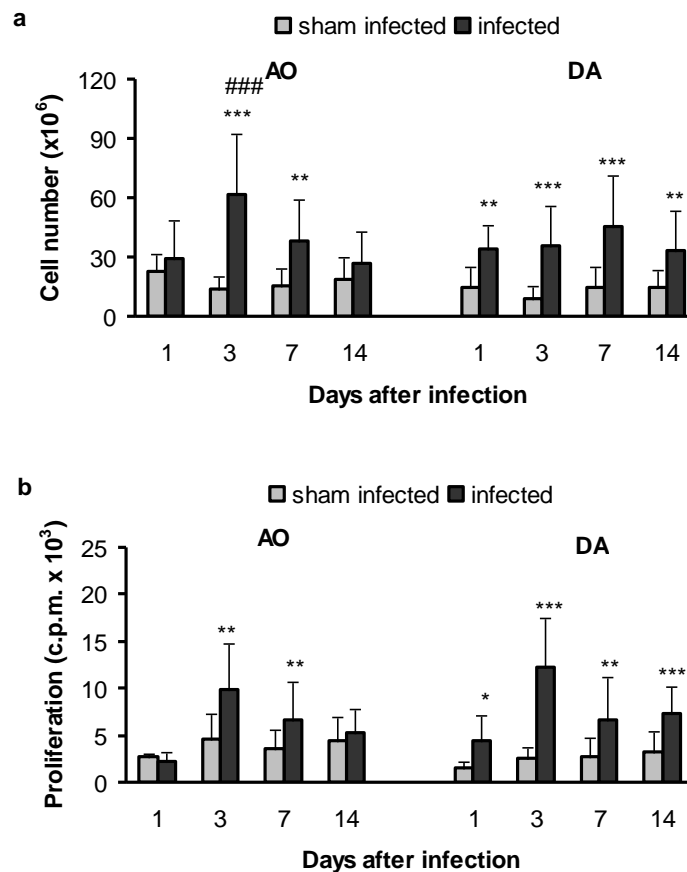 a
sham infected infected
AO DA
Cell number (x10⁶)
120
90
60
30
0
###
*** ** ** *** *** **
1 3 7 14 1 3 7 14
Days after infection
b
sham infected infected
AO DA
Proliferation (c.p.m. x 10³)
25
20
15
10
5
0
** ** * *** ** ***
1 3 7 14 1 3 7 14
Days after infection